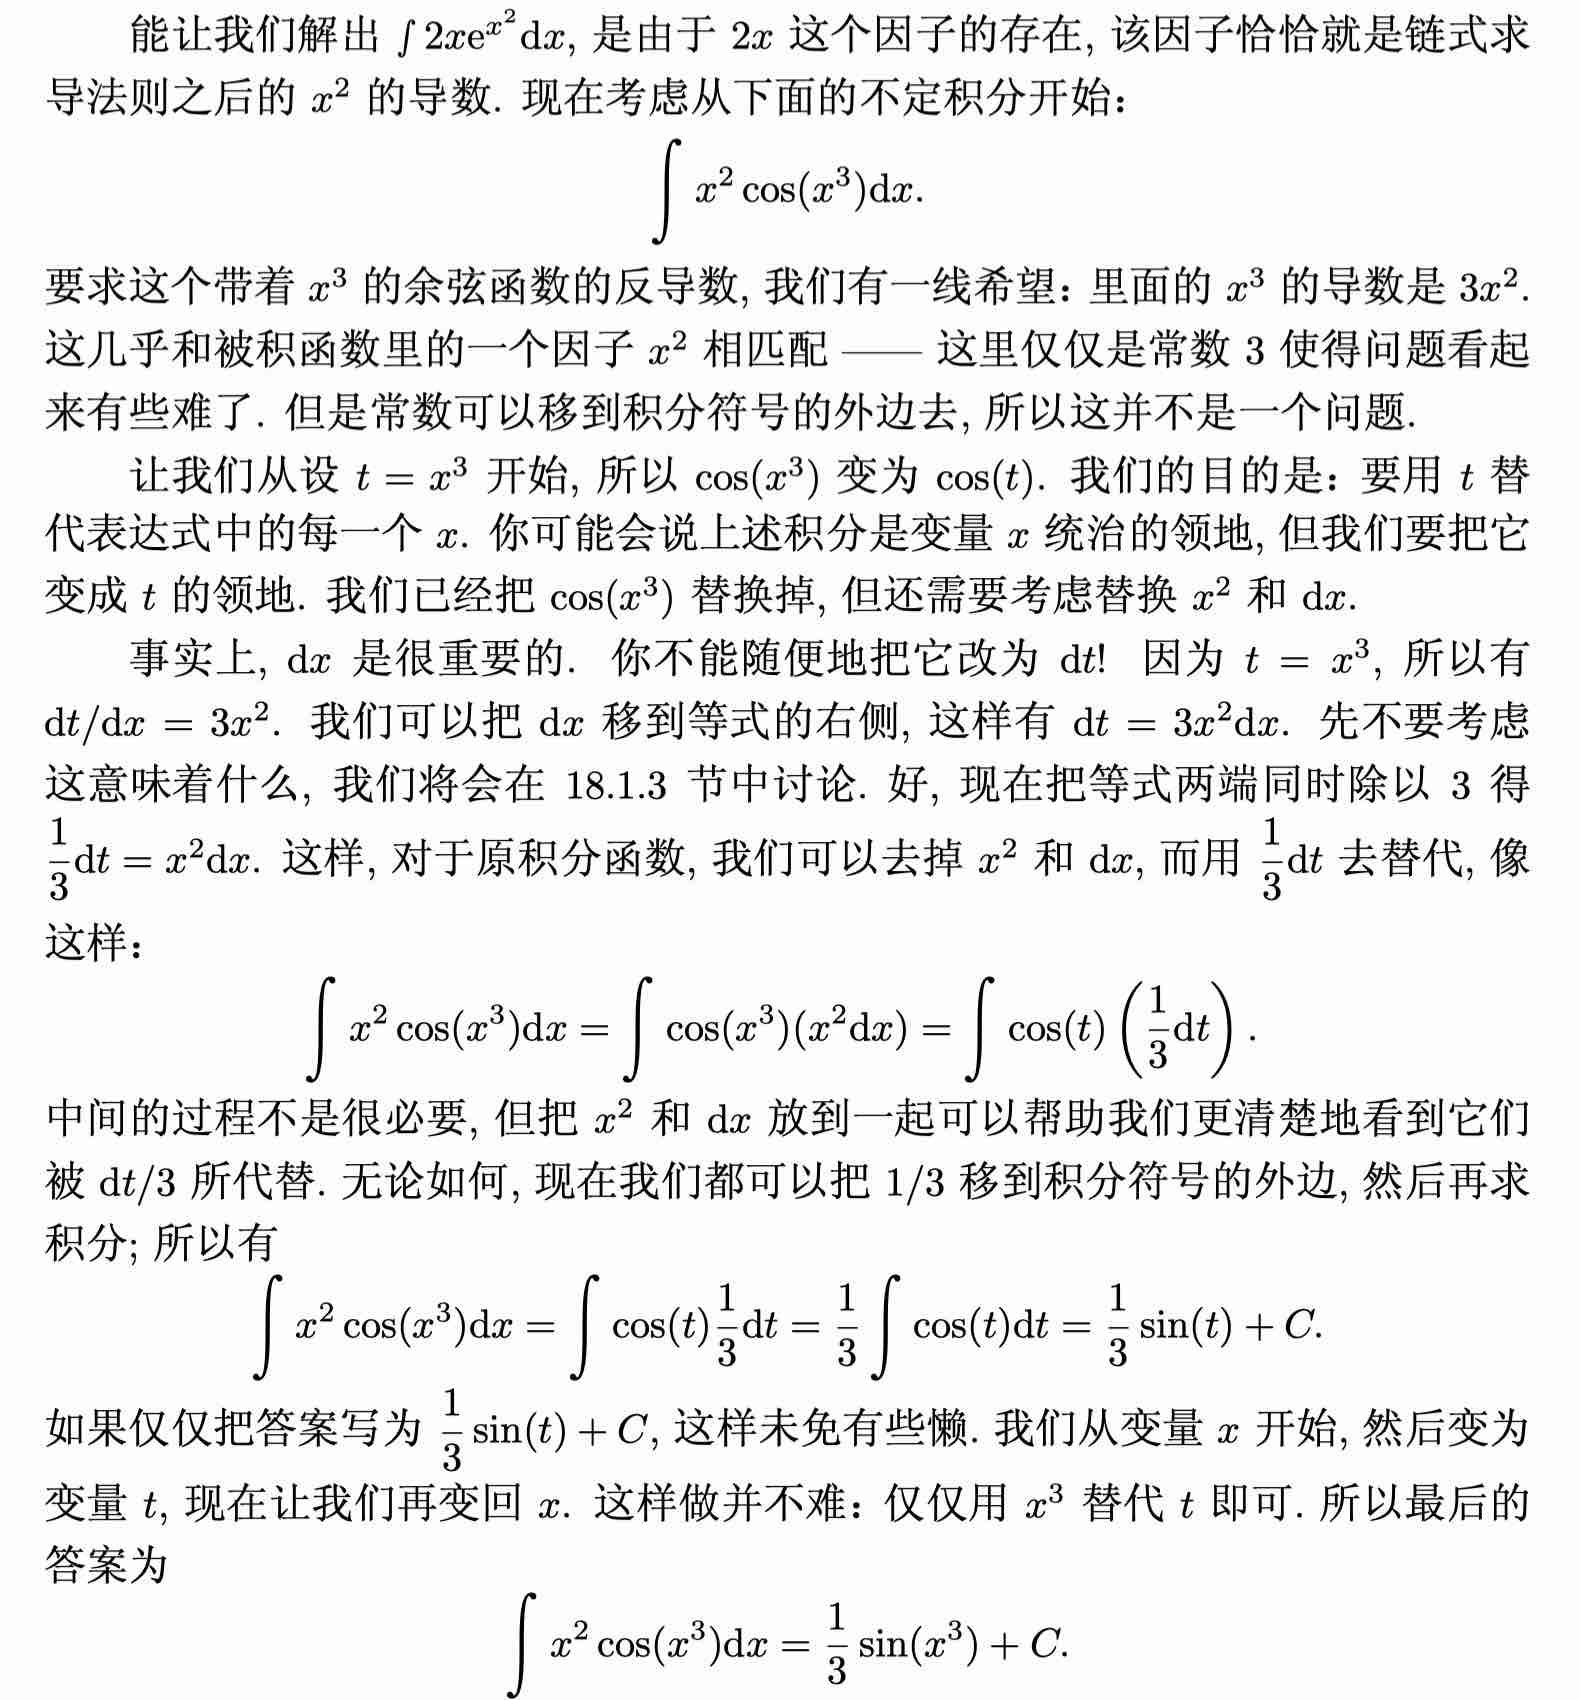 能让我们解出 ∫ 2xe^{x^2}dx, 是由于 2x 这个因子的存在, 该因子恰恰就是链式求
导法则之后的 x^2 的导数. 现在考虑从下面的不定积分开始:
∫ x^2 cos(x^3)dx.
要求这个带着 x^3 的余弦函数的反导数, 我们有一线希望: 里面的 x^3 的导数是 3x^2.
这几乎和被积函数里的一个因子 x^2 相匹配 —— 这里仅仅是常数 3 使得问题看起
来有些难了. 但是常数可以移到积分符号的外边去, 所以这并不是一个问题.
让我们从设 t = x^3 开始, 所以 cos(x^3) 变为 cos(t). 我们的目的是: 要用 t 替
代表达式中的每一个 x. 你可能会说上述积分是变量 x 统治的领地, 但我们要把它
变成 t 的领地. 我们已经把 cos(x^3) 替换掉, 但还需要考虑替换 x^2 和 dx.
事实上, dx 是很重要的. 你不能随便地把它改为 dt! 因为 t = x^3, 所以有
dt/dx = 3x^2. 我们可以把 dx 移到等式的右侧, 这样有 dt = 3x^2dx. 先不要考虑
这意味着什么, 我们将会在 18.1.3 节中讨论. 好, 现在把等式两端同时除以 3 得
\frac{1}{3}dt = x^2dx. 这样, 对于原积分函数, 我们可以去掉 x^2 和 dx, 而用 \frac{1}{3}dt 去替代, 像
这样:
∫ x^2 cos(x^3)dx = ∫ cos(x^3)(x^2dx) = ∫ cos(t) (\frac{1}{3}dt).
中间的过程不是很必要, 但把 x^2 和 dx 放到一起可以帮助我们更清楚地看到它们
被 dt/3 所代替. 无论如何, 现在我们都可以把 1/3 移到积分符号的外边, 然后再求
积分; 所以有
∫ x^2 cos(x^3)dx = ∫ cos(t)\frac{1}{3}dt = \frac{1}{3} ∫ cos(t)dt = \frac{1}{3} sin(t) + C.
如果仅仅把答案写为 \frac{1}{3} sin(t) + C, 这样未免有些懒. 我们从变量 x 开始, 然后变为
变量 t, 现在让我们再变回 x. 这样做并不难: 仅仅用 x^3 替代 t 即可. 所以最后的
答案为
∫ x^2 cos(x^3)dx = \frac{1}{3} sin(x^3) + C.